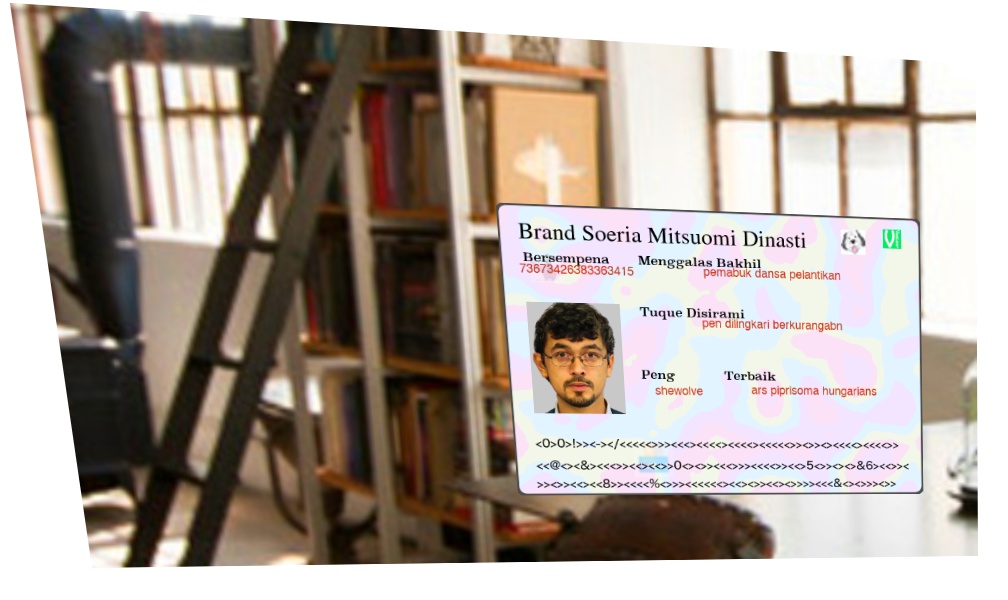 Brand Soeria Mitsuomi Dinasti
Bersempena Menggalas Bakhil
73673426383363415 pemabuk dansa pelantikan
Tuque Disirami
pen dilingkari berkurangabn
Peng Terbaik
shewolve ars piprisoma hungarians
<0>0>!>><-></<<<<<>>><<<><<<<><<<<><<<<<>><>><<<<><<<<>>
<<@<><&><<<>><<><<>>0<><>><<>>><<<<>><<>5<>><><>&6>><><
>><>><<><<8>><<<<%<>>><<<<<<><<>><>><><<>>>><<<&<><>>><>>